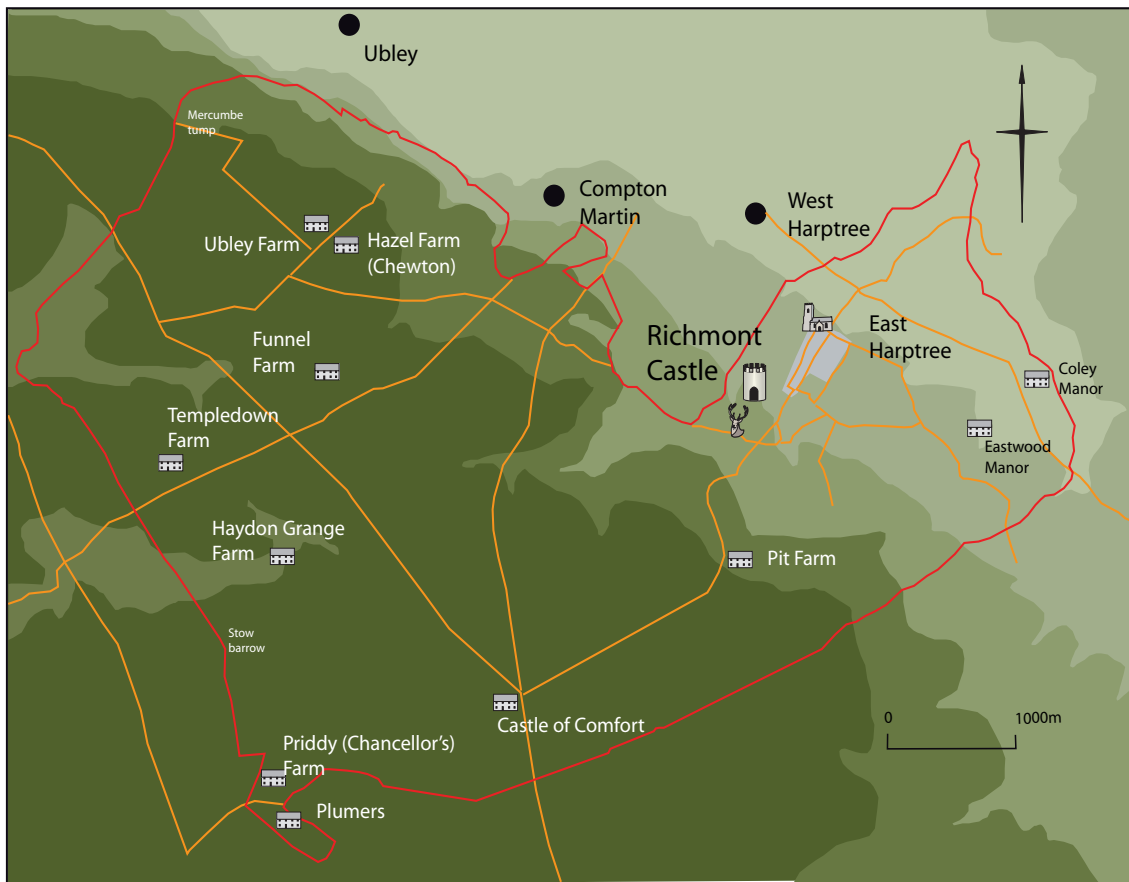 Ubley
Mercumbe
tump
Compton
Martin
West
Harptree
Ubley Farm
Hazel Farm
(Chewton)
Richmont
Castle
East
Harptree
Funnel
Farm
Coley
Manor
Templedown
Farm
Eastwood
Manor
Haydon Grange
Farm
Pit Farm
Stow
barrow
Castle of Comfort
0 1000m
Priddy (Chancellor's)
Farm
Plumers